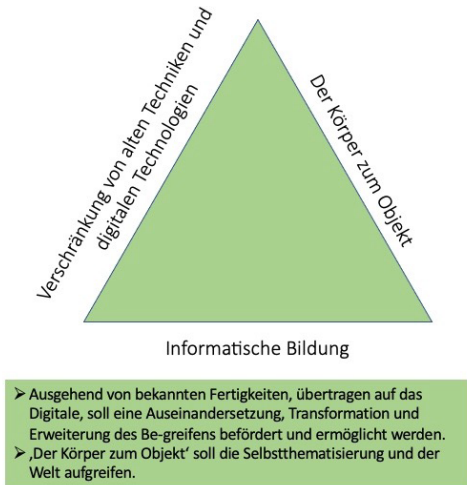 Verschränkung von alten Techniken und
digitalen Technologien
Der Körper zum Objekt
Informatische Bildung
➢ Ausgehend von bekannten Fertigkeiten, übertragen auf das
Digitale, soll eine Auseinandersetzung, Transformation und
Erweiterung des Be-greifens befördert und ermöglicht werden.
➢ ‚Der Körper zum Objekt‘ soll die Selbstthematisierung und der
Welt aufgreifen.